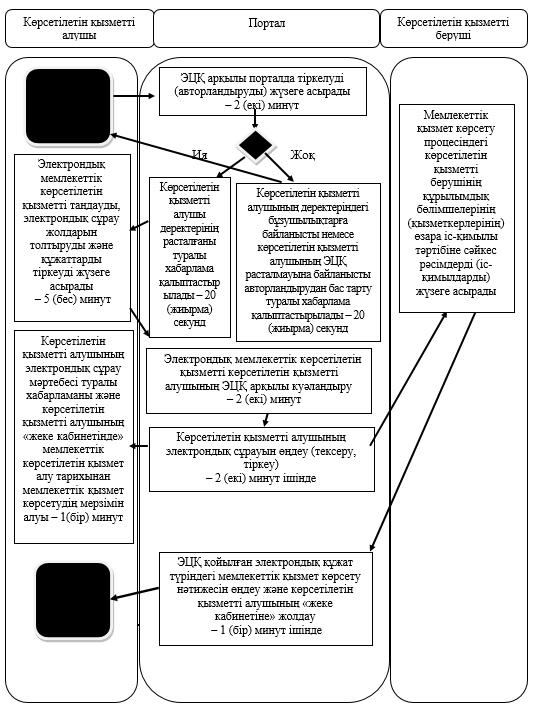 Көрсетілетін қызметті
алушы
Портал
Көрсетілетін қызметті
беруші
ЭЦҚ арқылы порталда тіркелуді
(авторландыруды) жүзеге асырады
– 2 (екі) минут
Ия
Жоқ
Электрондық
мемлекеттік
көрсетілетін
қызметті таңдауды,
электрондық сұрау
жолдарын
толтыруды және
құжаттарды
тіркеуді жүзеге
асырады
– 5 (бес) минут
Көрсетілетін
қызметті
алушы
деректерінің
расталғаны
туралы
хабарлама
қалыптастыр
ылады – 20
(жиырма)
секунд
Көрсетілетін қызметті
алушының деректеріндегі
бұзушылықтарға
байланысты немесе
көрсетілетін қызметті
алушының ЭЦҚ
расталмауына байланысты
авторландырудан бас тарту
туралы хабарлама
қалыптастырылады – 20
(жиырма) секунд
Мемлекеттік
қызмет көрсету
процесіндегі
көрсетілетін
қызметті
берушінің
құрылымдық
бөлімшелерінің
(қызметкерлерінің)
өзара іс-қимылы
тәртібіне сәйкес
рәсімдерді (іс-
қимылдарды)
жүзеге асырады
Көрсетілетін
қызметті алушының
электрондық сұрау
мәртебесі туралы
хабарламаны және
көрсетілетін
қызметті алушының
«жеке кабинетінде»
мемлекеттік
көрсетілетін қызмет
алу тарихынан
мемлекеттік қызмет
көрсетудің мерзімін
алуы – 1(бір) минут
Электрондық мемлекеттік көрсетілетін
қызметті көрсетілетін қызметті
алушының ЭЦҚ арқылы куәландыру
– 2 (екі) минут
Көрсетілетін қызметті алушының
электрондық сұрауын өңдеу (тексеру,
тіркеу)
– 2 (екі) минут ішінде
ЭЦҚ қойылған электрондық құжат
түріндегі мемлекеттік қызмет көрсету
нәтижесін өңдеу және көрсетілетін
қызметті алушының «жеке
кабинетіне» жолдау
– 1 (бір) минут ішінде